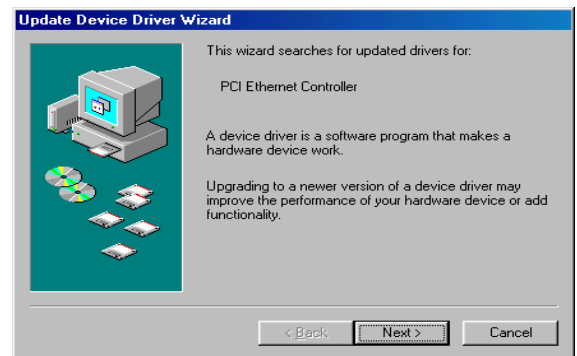 Update Device Driver Wizard
This wizard searches for updated drivers for:
PCI Ethernet Controller
A device driver is a software program that makes a
hardware device work.
Upgrading to a newer version of a device driver may
improve the performance of your hardware device or add
functionality.
< Back Next > Cancel